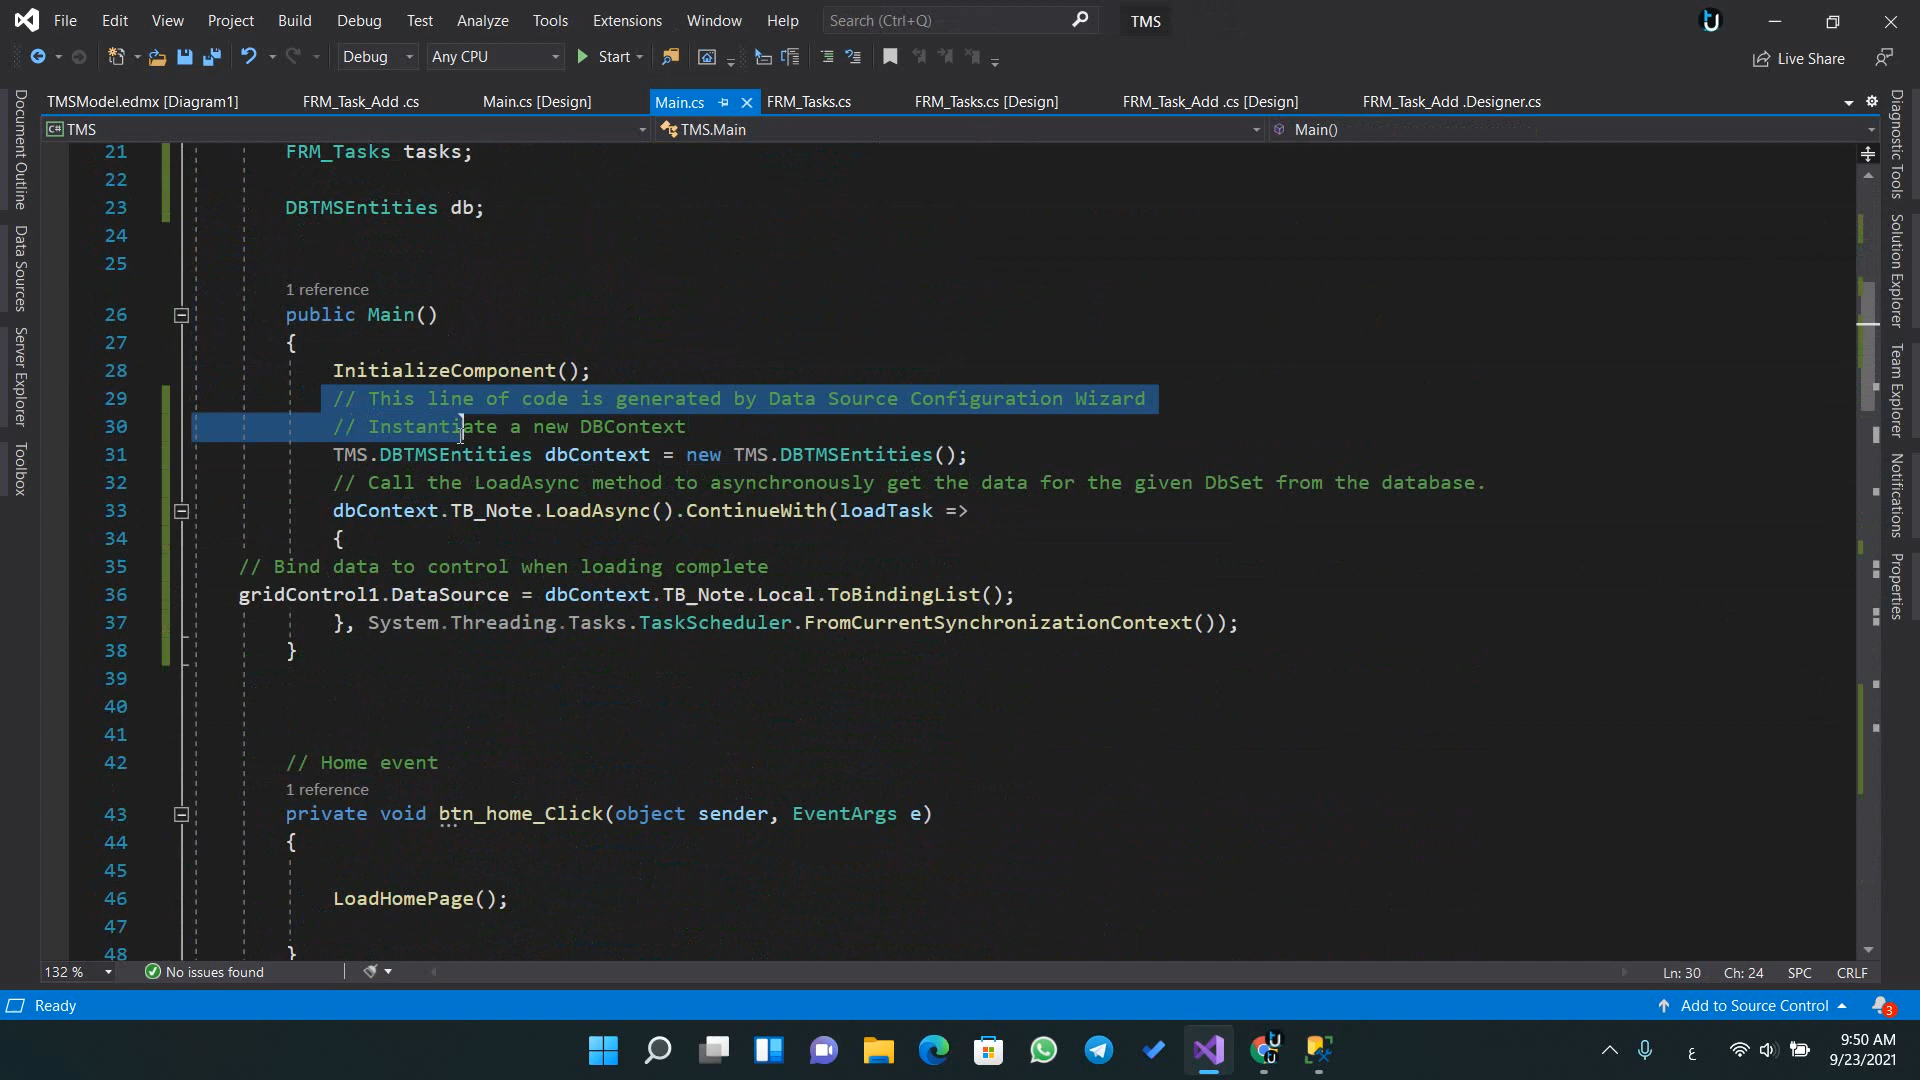 File Edit View Project Build Debug Test Analyze Tools Extensions Window Help Search (Ctrl+Q) TMS
Debug Any CPU Start Live Share
TMSModel.edmx [Diagram1] FRM_Task_Add .cs Main.cs [Design] Main.cs FRM_Tasks.cs FRM_Tasks.cs [Design] FRM_Task_Add .cs [Design] FRM_Task_Add .Designer.cs
C# TMS TMS.Main Main()
Document Outline
Data Sources
Server Explorer
Toolbox
21 FRM_Tasks tasks;
22
23 DBTMSEntities db;
24
25
1 reference
26 public Main()
27 {
28 InitializeComponent();
29 // This line of code is generated by Data Source Configuration Wizard
30 // Instantiate a new DBContext
31 TMS.DBTMSEntities dbContext = new TMS.DBTMSEntities();
32 // Call the LoadAsync method to asynchronously get the data for the given DbSet from the database.
33 dbContext.TB_Note.LoadAsync().ContinueWith(loadTask =>
34 {
35 // Bind data to control when loading complete
36 gridControl1.DataSource = dbContext.TB_Note.Local.ToBindingList();
37 }, System.Threading.Tasks.TaskScheduler.FromCurrentSynchronizationContext());
38 }
39
40
41
42 // Home event
1 reference
43 private void btn_home_Click(object sender, EventArgs e)
44 {
45
46 LoadHomePage();
47
48 }
Diagnostic Tools
Solution Explorer
Team Explorer
Notifications
Properties
132 % No issues found Ln: 30 Ch: 24 SPC CRLF
Ready Add to Source Control 3
ع 9:50 AM
9/23/2021